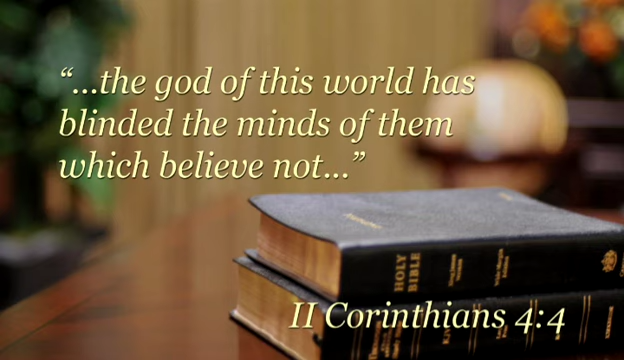 “...the god of this world has
blinded the minds of them
which believe not...”
HOLY
BIBLE
II Corinthians 4:4